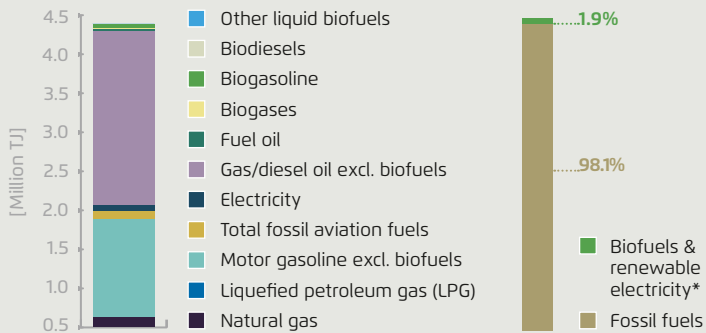 [Million TJ]
4.5
4.0
3.5
3.0
2.5
2.0
1.5
1.0
0.5
Other liquid biofuels
Biodiesels
Biogasoline
Biogases
Fuel oil
Gas/diesel oil excl. biofuels
Electricity
Total fossil aviation fuels
Motor gasoline excl. biofuels
Liquefied petroleum gas (LPG)
Natural gas
1.9%
98.1%
Biofuels &
renewable
electricity*
Fossil fuels